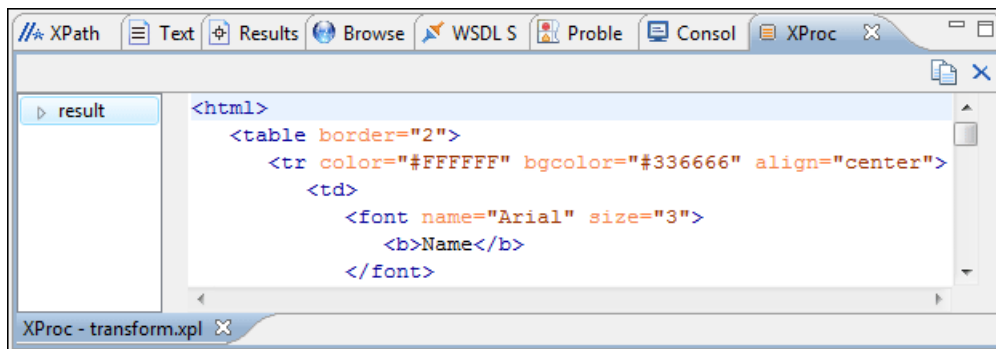 XPath Text Results Browse WSDL S Proble Consol XProc
result
<html>
<table border="2">
<tr color="#FFFFFF" bgcolor="#336666" align="center">
<td>
<font name="Arial" size="3">
<b>Name</b>
</font>
XProc - transform.xpl